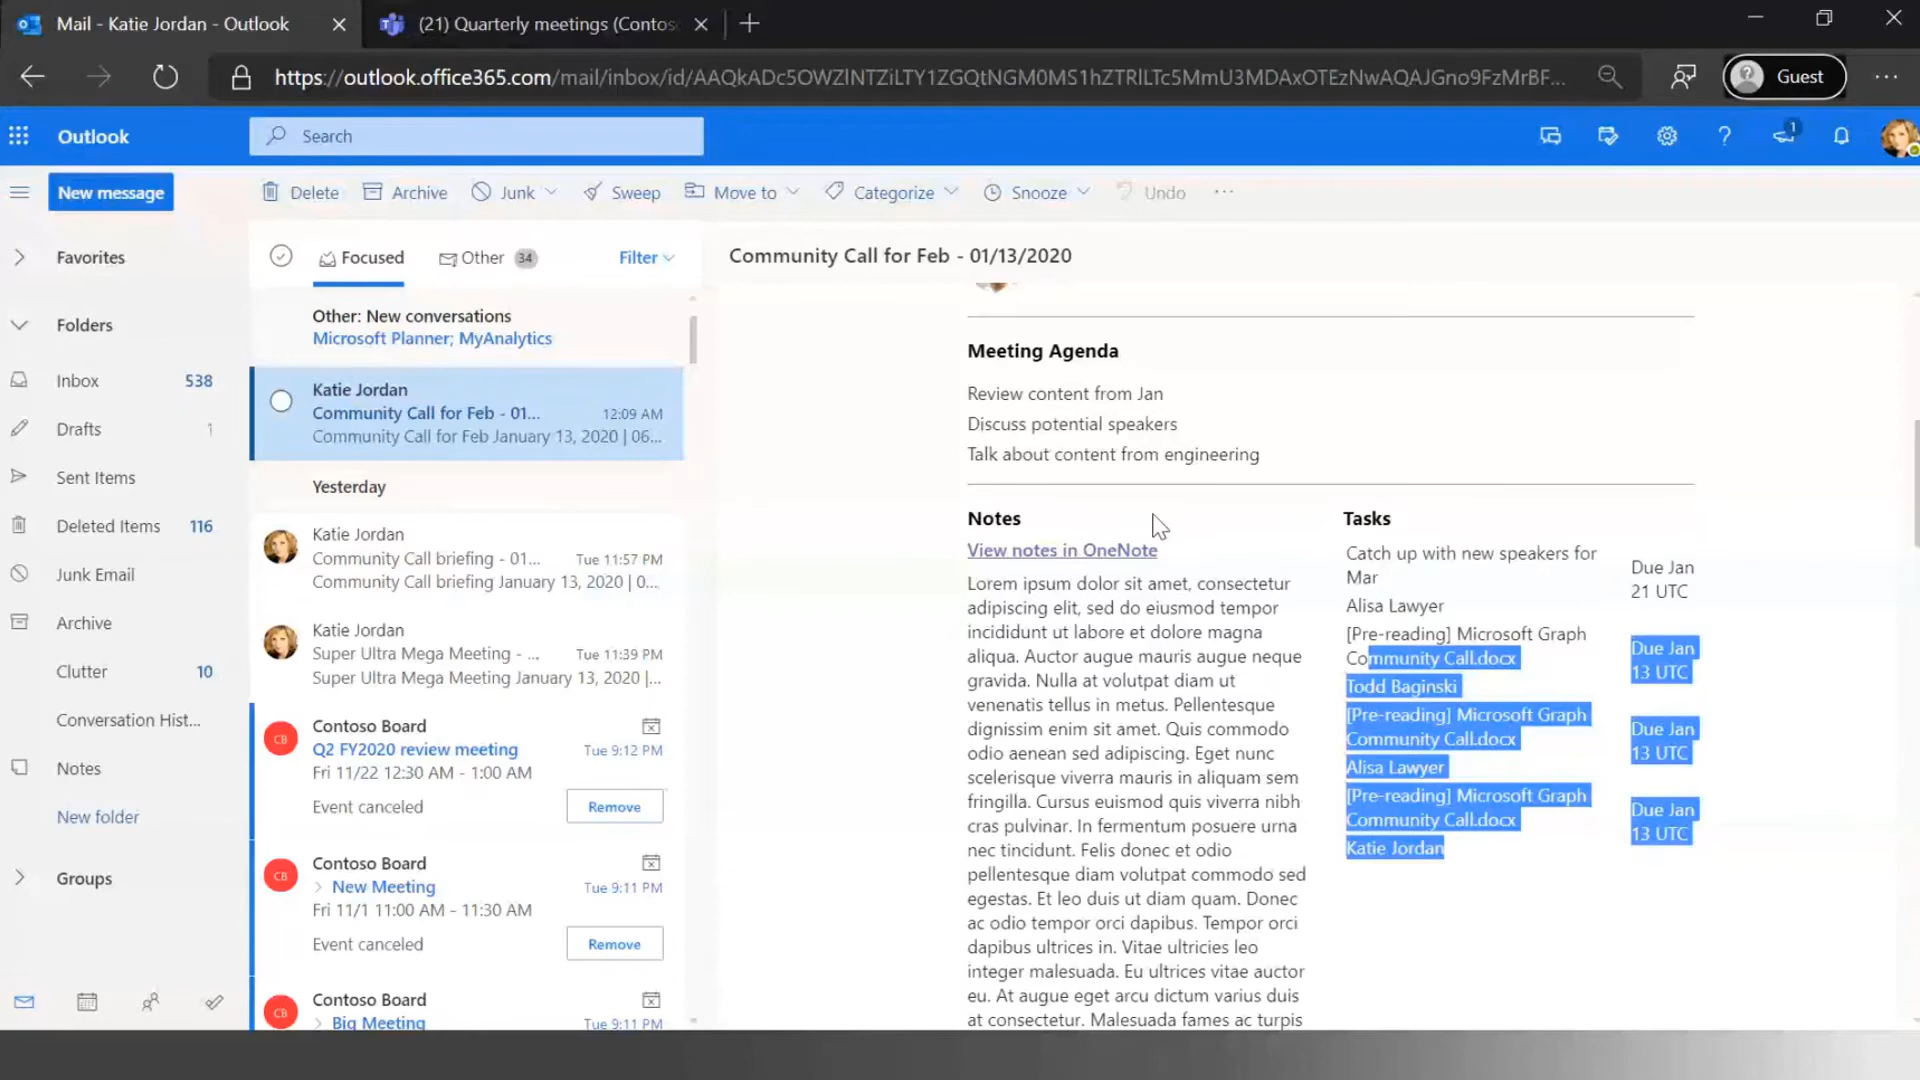 Mail - Katie Jordan - Outlook
(21) Quarterly meetings (Contos
https://outlook.office365.com/mail/inbox/id/AAQkADc5OWZlNTZiLTY1ZGQtNGM0MS1hZTRlLTc5MmU3MDAxOTEzNwAQAJGno9FzMrBF...
Guest
Outlook
Search
1
New message
Delete
Archive
Junk
Sweep
Move to
Categorize
Snooze
Undo
Favorites
Folders
Inbox 538
Drafts 1
Sent Items
Deleted Items 116
Junk Email
Archive
Clutter 10
Conversation Hist...
Notes
New folder
Groups
Focused
Other 34
Filter
Other: New conversations
Microsoft Planner; MyAnalytics
Katie Jordan
Community Call for Feb - 01... 12:09 AM
Community Call for Feb January 13, 2020 | 06...
Yesterday
Katie Jordan
Community Call briefing - 01... Tue 11:57 PM
Community Call briefing January 13, 2020 | 0...
Katie Jordan
Super Ultra Mega Meeting - ... Tue 11:39 PM
Super Ultra Mega Meeting January 13, 2020 |...
CB
Contoso Board
Q2 FY2020 review meeting Tue 9:12 PM
Fri 11/22 12:30 AM - 1:00 AM
Event canceled
Remove
CB
Contoso Board
New Meeting Tue 9:11 PM
Fri 11/1 11:00 AM - 11:30 AM
Event canceled
Remove
CB
Contoso Board
Big Meeting Tue 9:11 PM
Community Call for Feb - 01/13/2020
Meeting Agenda
Review content from Jan
Discuss potential speakers
Talk about content from engineering
Notes
View notes in OneNote
Lorem ipsum dolor sit amet, consectetur
adipiscing elit, sed do eiusmod tempor
incididunt ut labore et dolore magna
aliqua. Auctor augue mauris augue neque
gravida. Nulla at volutpat diam ut
venenatis tellus in metus. Pellentesque
dignissim enim sit amet. Quis commodo
odio aenean sed adipiscing. Eget nunc
scelerisque viverra mauris in aliquam sem
fringilla. Cursus euismod quis viverra nibh
cras pulvinar. In fermentum posuere urna
nec tincidunt. Felis donec et odio
pellentesque diam volutpat commodo sed
egestas. Et leo duis ut diam quam. Donec
ac odio tempor orci dapibus. Tempor orci
dapibus ultrices in. Vitae ultricies leo
integer malesuada. Eu ultrices vitae auctor
eu. At augue eget arcu dictum varius duis
at consectetur. Malesuada fames ac turpis
Tasks
Catch up with new speakers for
Mar
Alisa Lawyer
Due Jan
21 UTC
[Pre-reading] Microsoft Graph
Community Call.docx
Todd Baginski
Due Jan
13 UTC
[Pre-reading] Microsoft Graph
Community Call.docx
Alisa Lawyer
Due Jan
13 UTC
[Pre-reading] Microsoft Graph
Community Call.docx
Katie Jordan
Due Jan
13 UTC